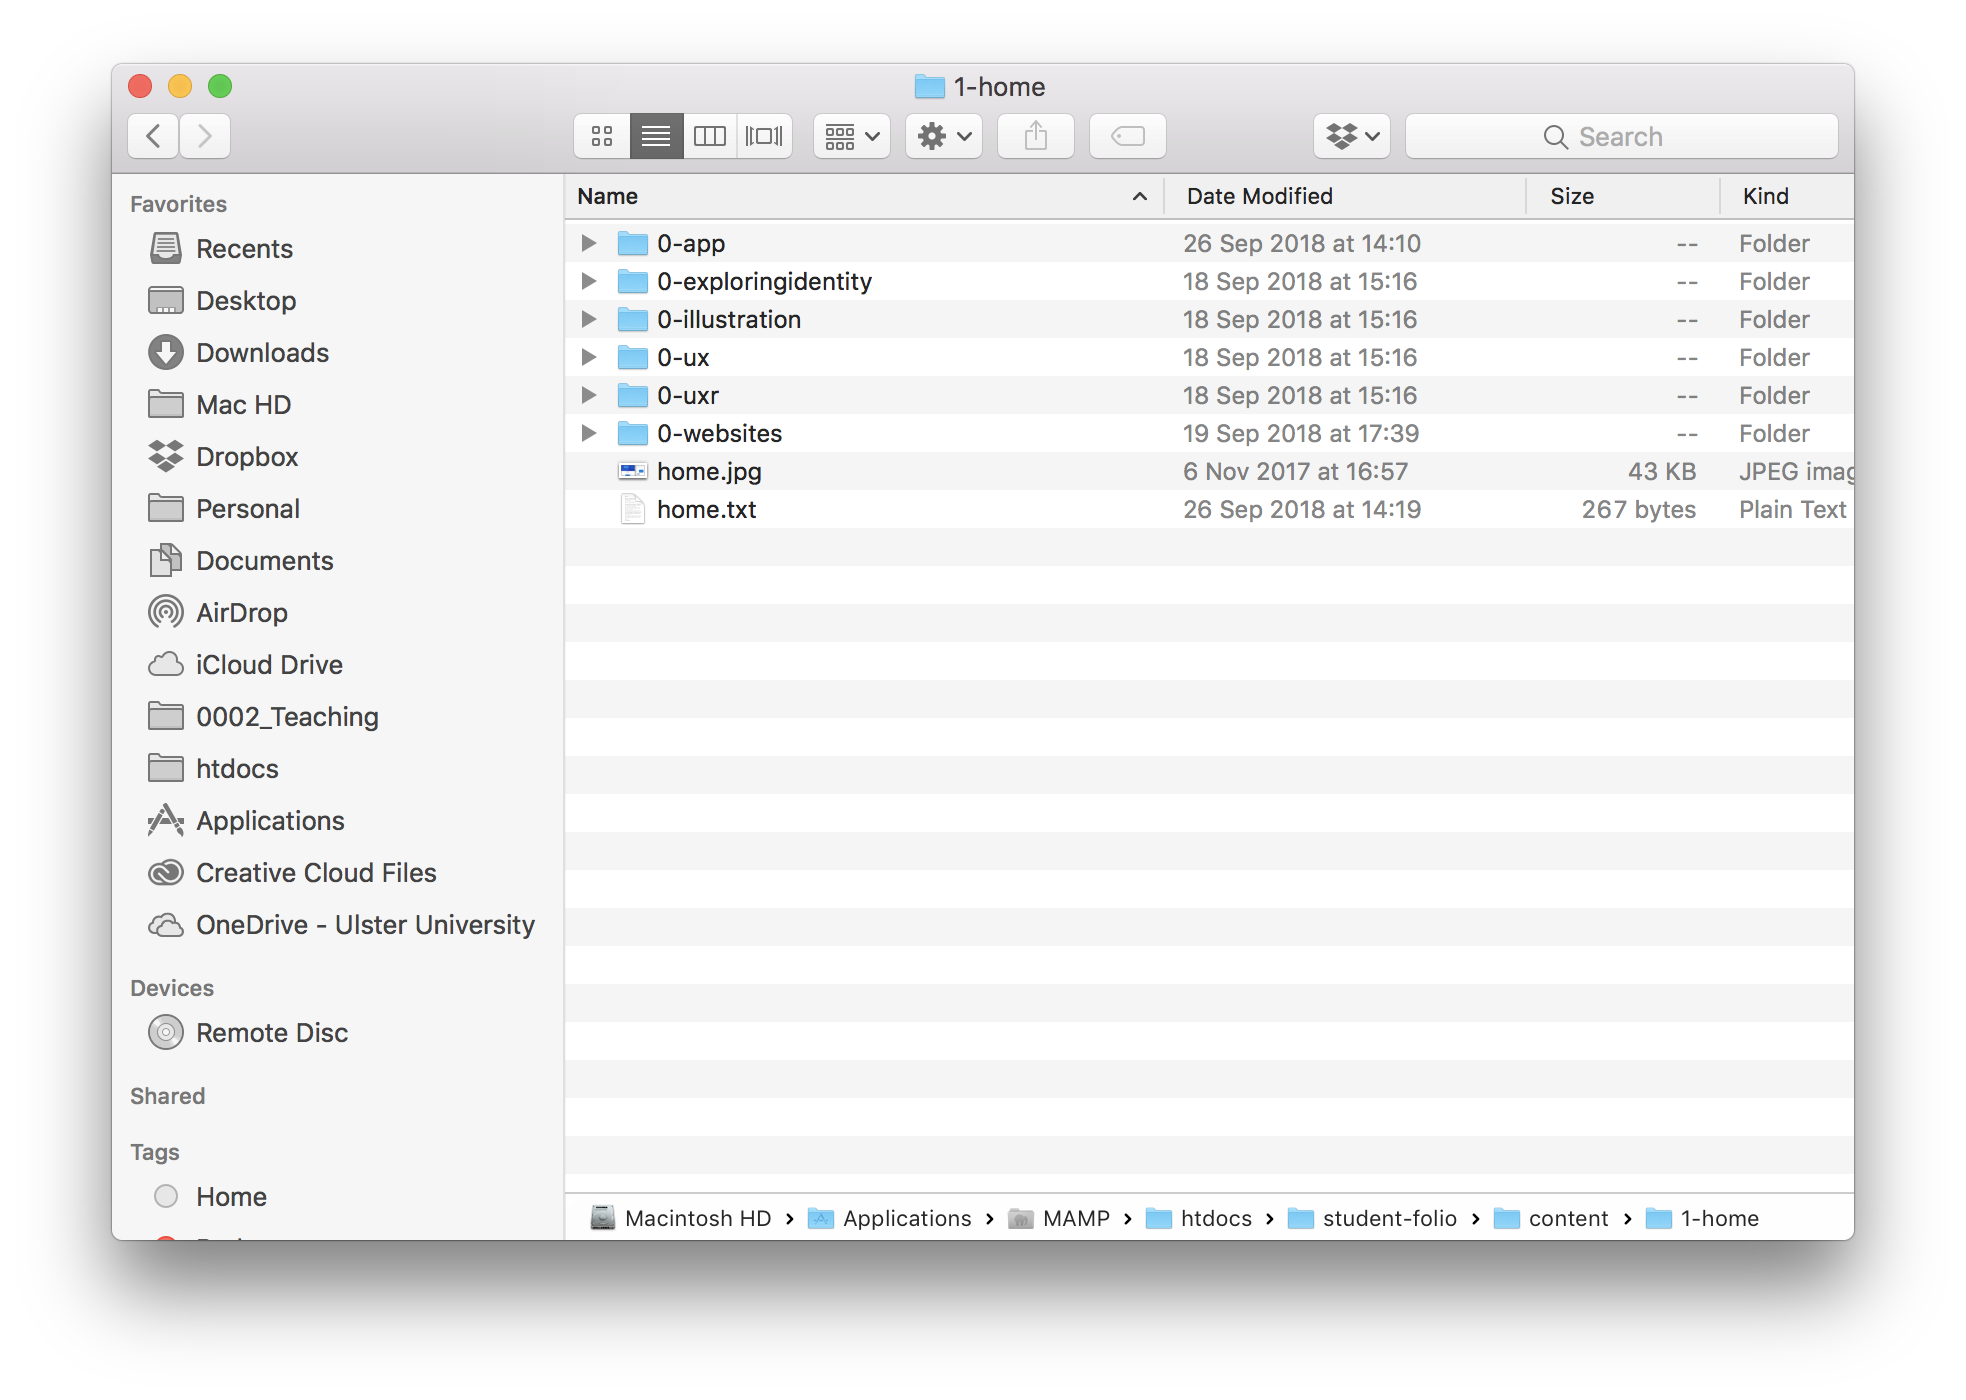 1-home
Search
Favorites
Recents
Desktop
Downloads
Mac HD
Dropbox
Personal
Documents
AirDrop
iCloud Drive
0002_Teaching
htdocs
Applications
Creative Cloud Files
OneDrive - Ulster University
Devices
Remote Disc
Shared
Tags
Home
Name Date Modified Size Kind
0-app 26 Sep 2018 at 14:10 -- Folder
0-exploringidentity 18 Sep 2018 at 15:16 -- Folder
0-illustration 18 Sep 2018 at 15:16 -- Folder
0-ux 18 Sep 2018 at 15:16 -- Folder
0-uxr 18 Sep 2018 at 15:16 -- Folder
0-websites 19 Sep 2018 at 17:39 -- Folder
home.jpg 6 Nov 2017 at 16:57 43 KB JPEG imag
home.txt 26 Sep 2018 at 14:19 267 bytes Plain Text
Macintosh HD › Applications › MAMP › htdocs › student-folio › content › 1-home